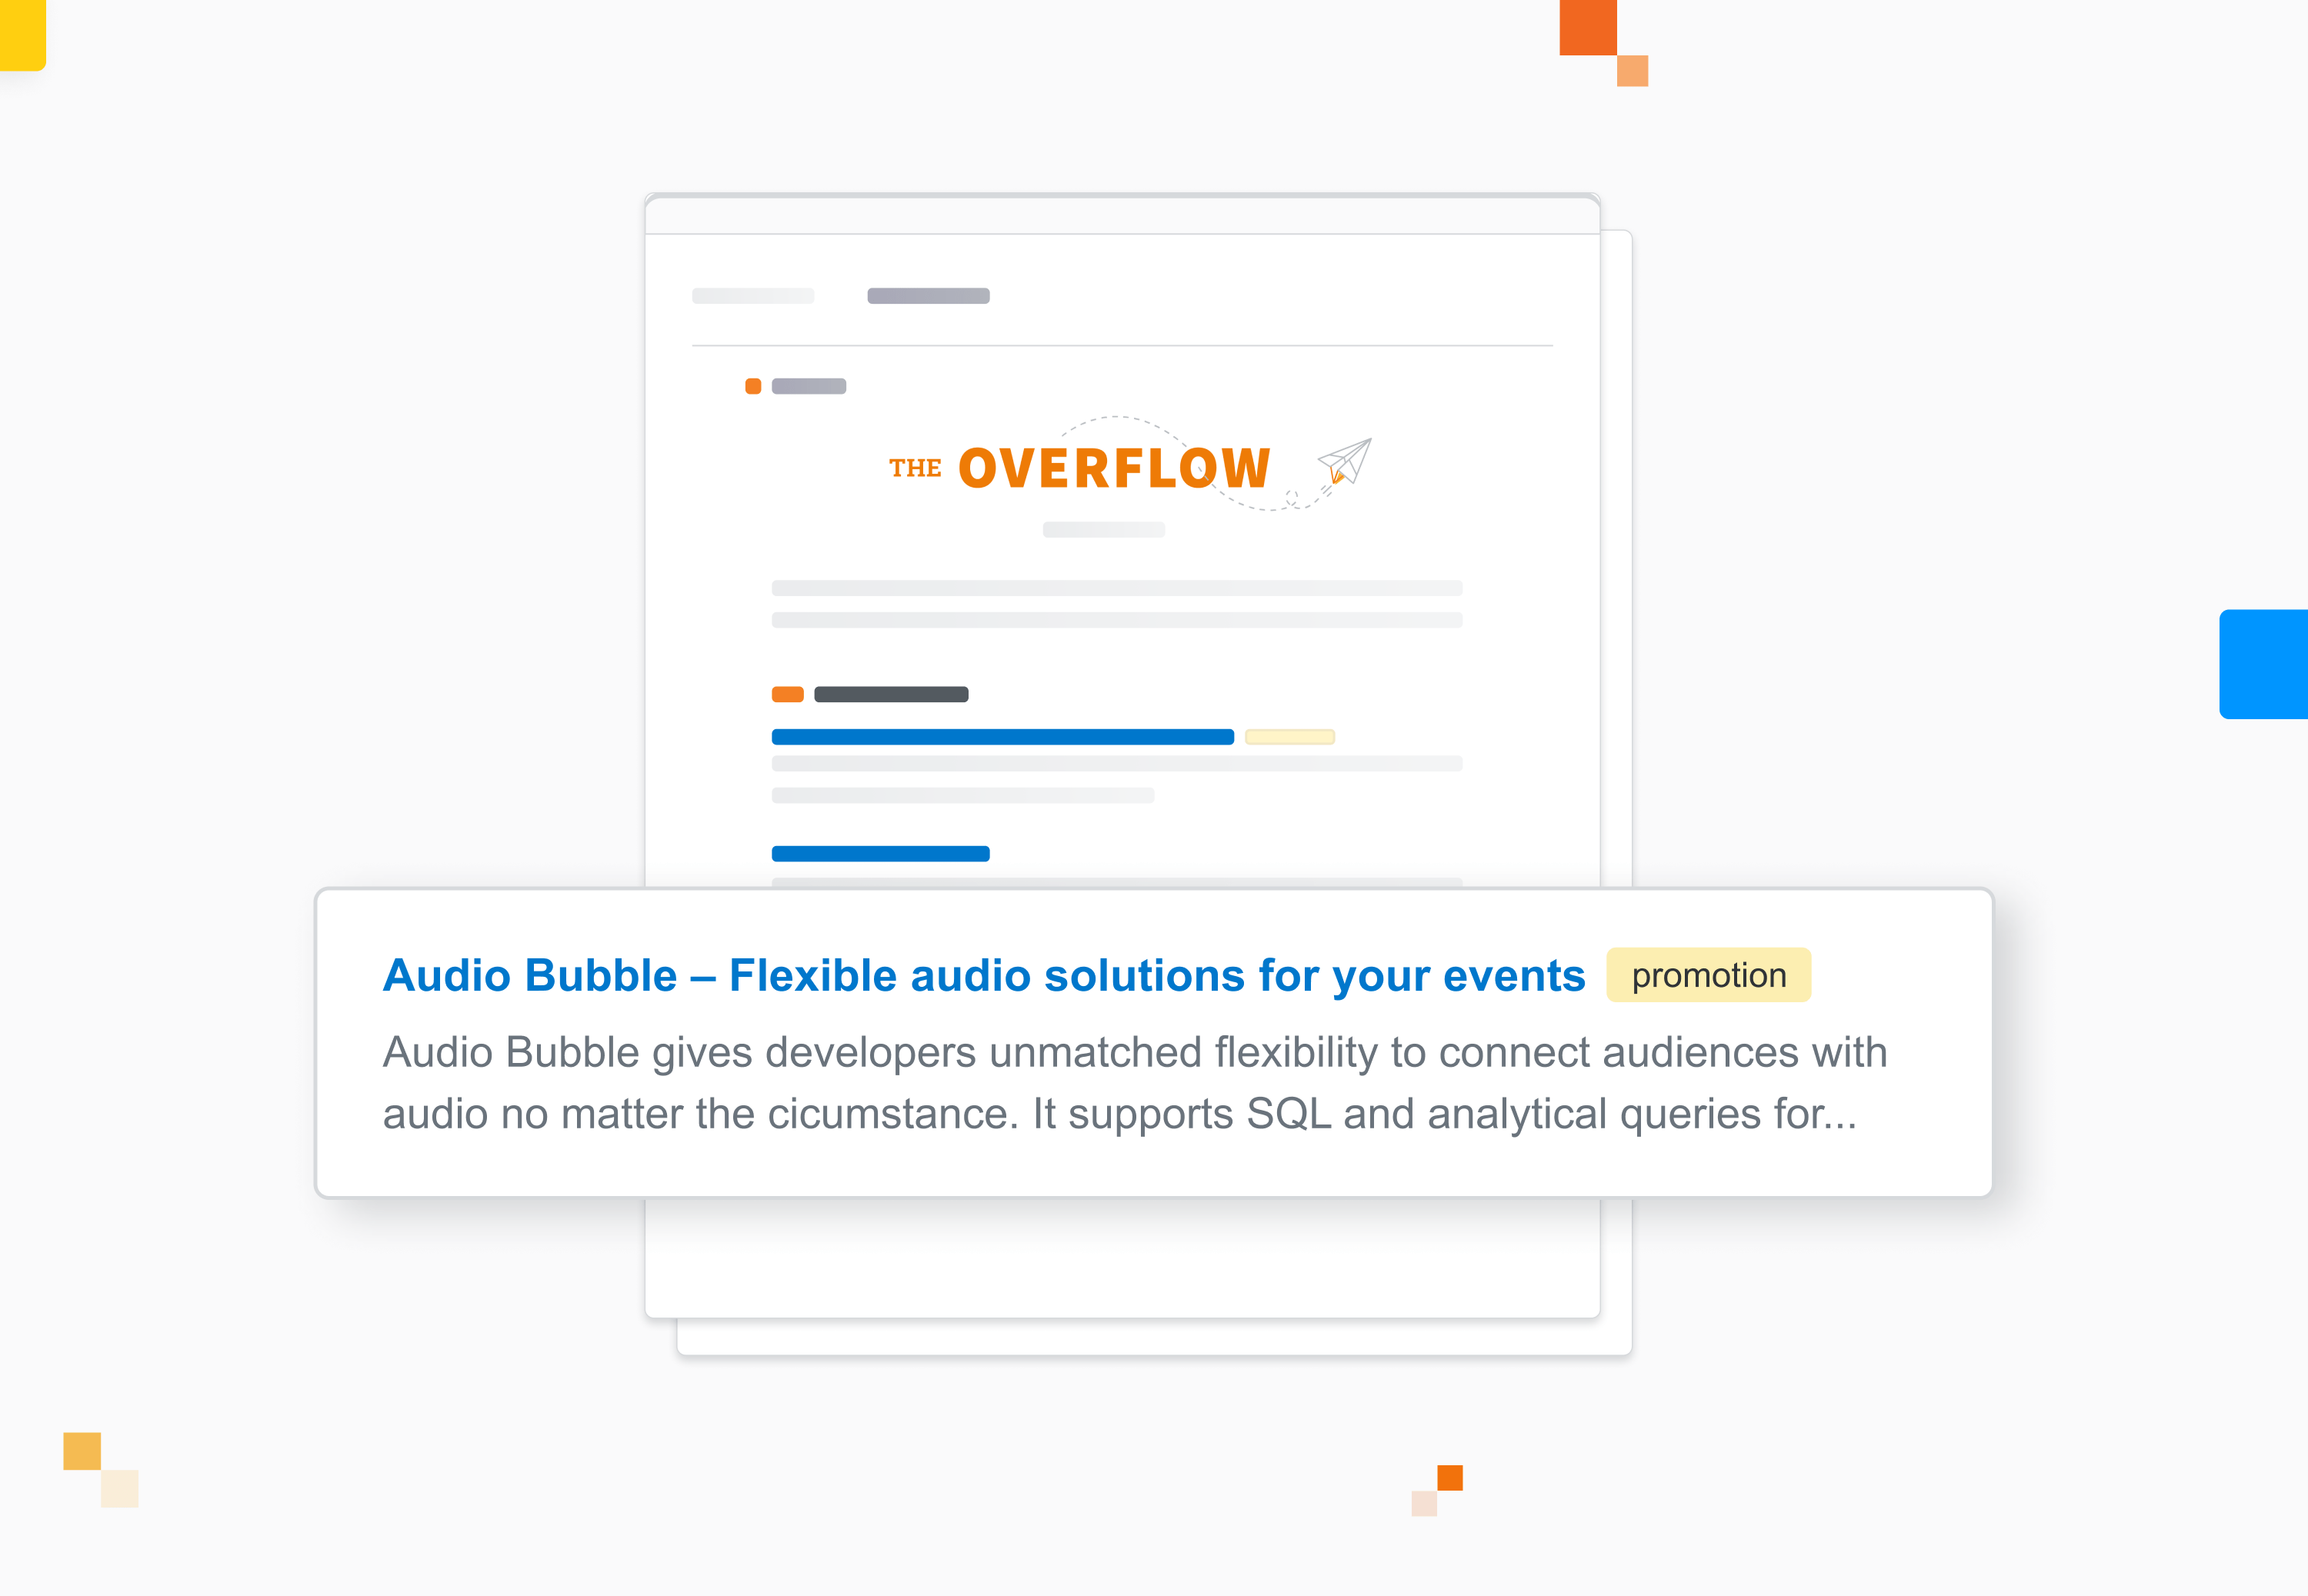 THE OVERFLOW
Audio Bubble – Flexible audio solutions for your events promotion
Audio Bubble gives developers unmatched flexibility to connect audiences with
audio no matter the cicumstance. It supports SQL and analytical queries for...